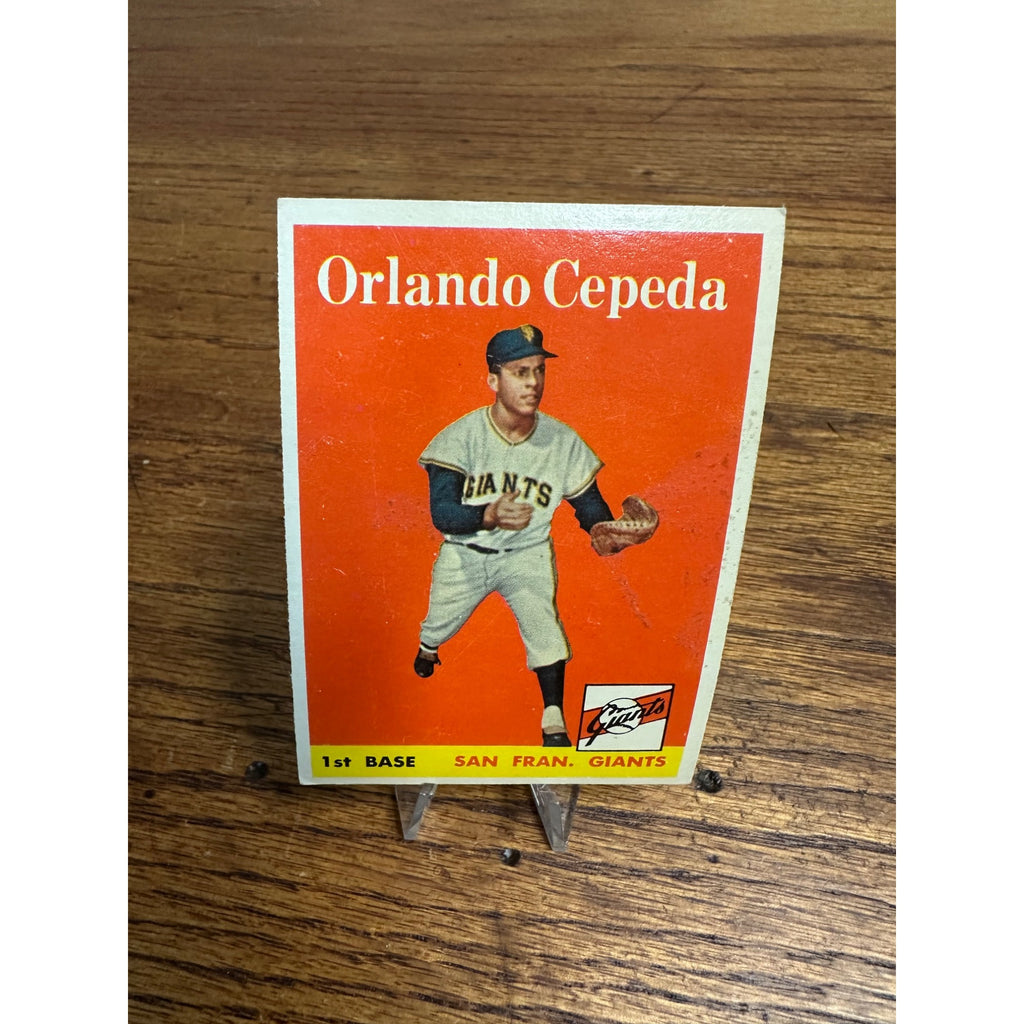 Orlando Cepeda
GIANTS
Giants
1st BASE SAN FRAN. GIANTS